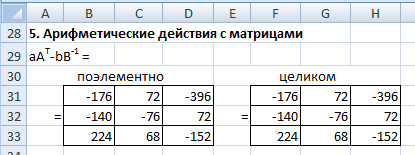 A B C D E F G H
28 5. Арифметические действия с матрицами
29 aAᵀ-bB⁻¹ =
30 поэлементно целиком
31 -176 72 -396 -176 72 -396
32 = -140 -76 72 = -140 -76 72
33 224 68 -152 224 68 -152